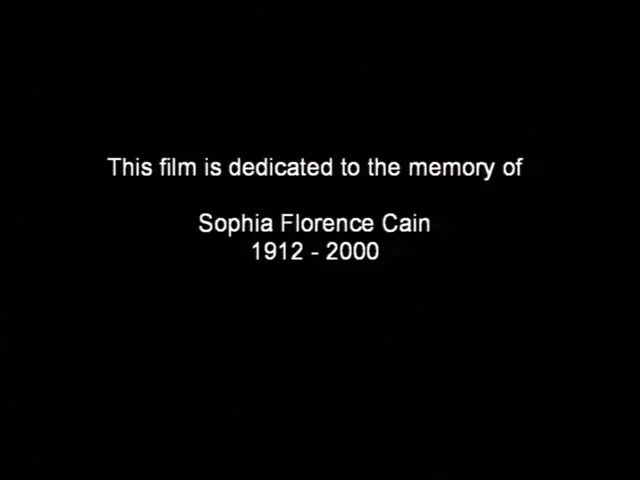 This film is dedicated to the memory of
Sophia Florence Cain
1912 - 2000